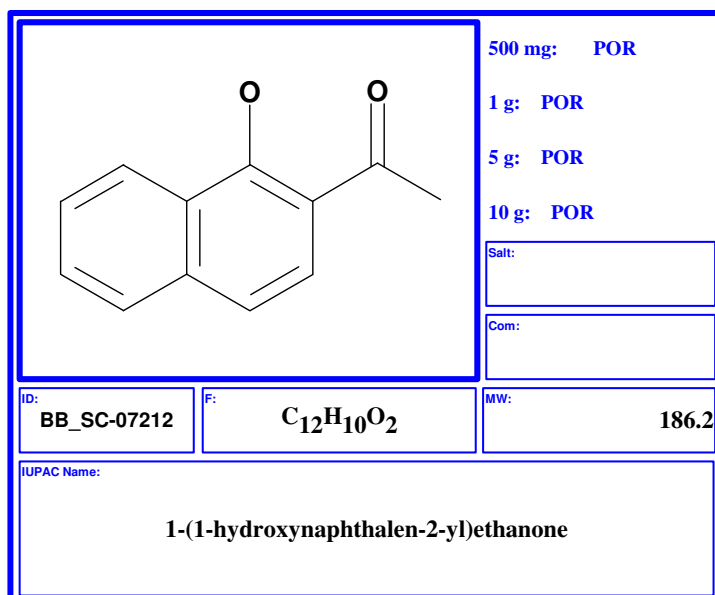 O O
500 mg: POR
1 g: POR
5 g: POR
10 g: POR
Salt:
Com:
ID: BB_SC-07212
F: C12H10O2
MW: 186.2
IUPAC Name:
1-(1-hydroxynaphthalen-2-yl)ethanone